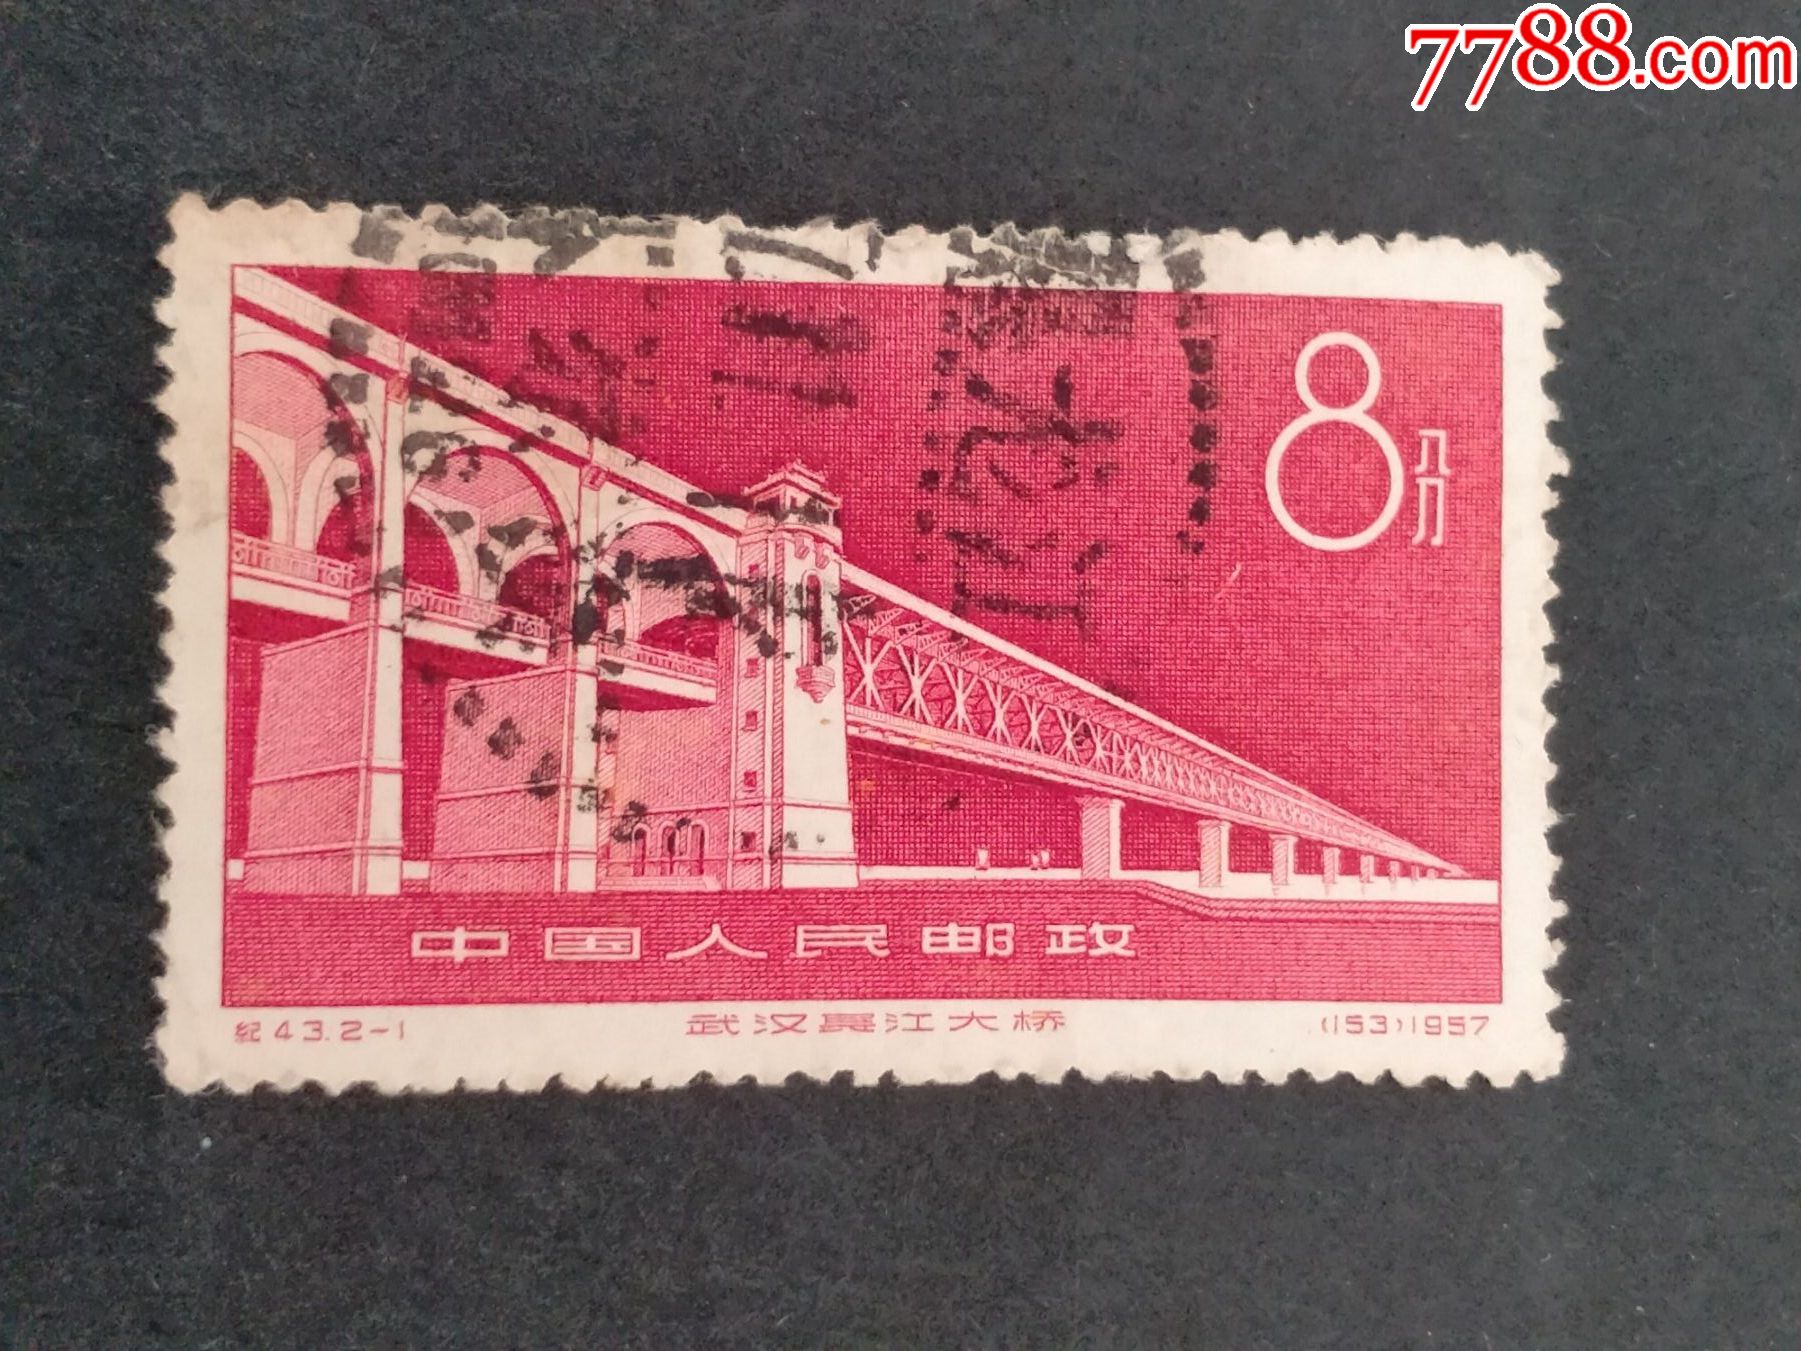 7788.com
8分
中国人民邮政
纪43.2-1 武汉長江大桥 (153)1957